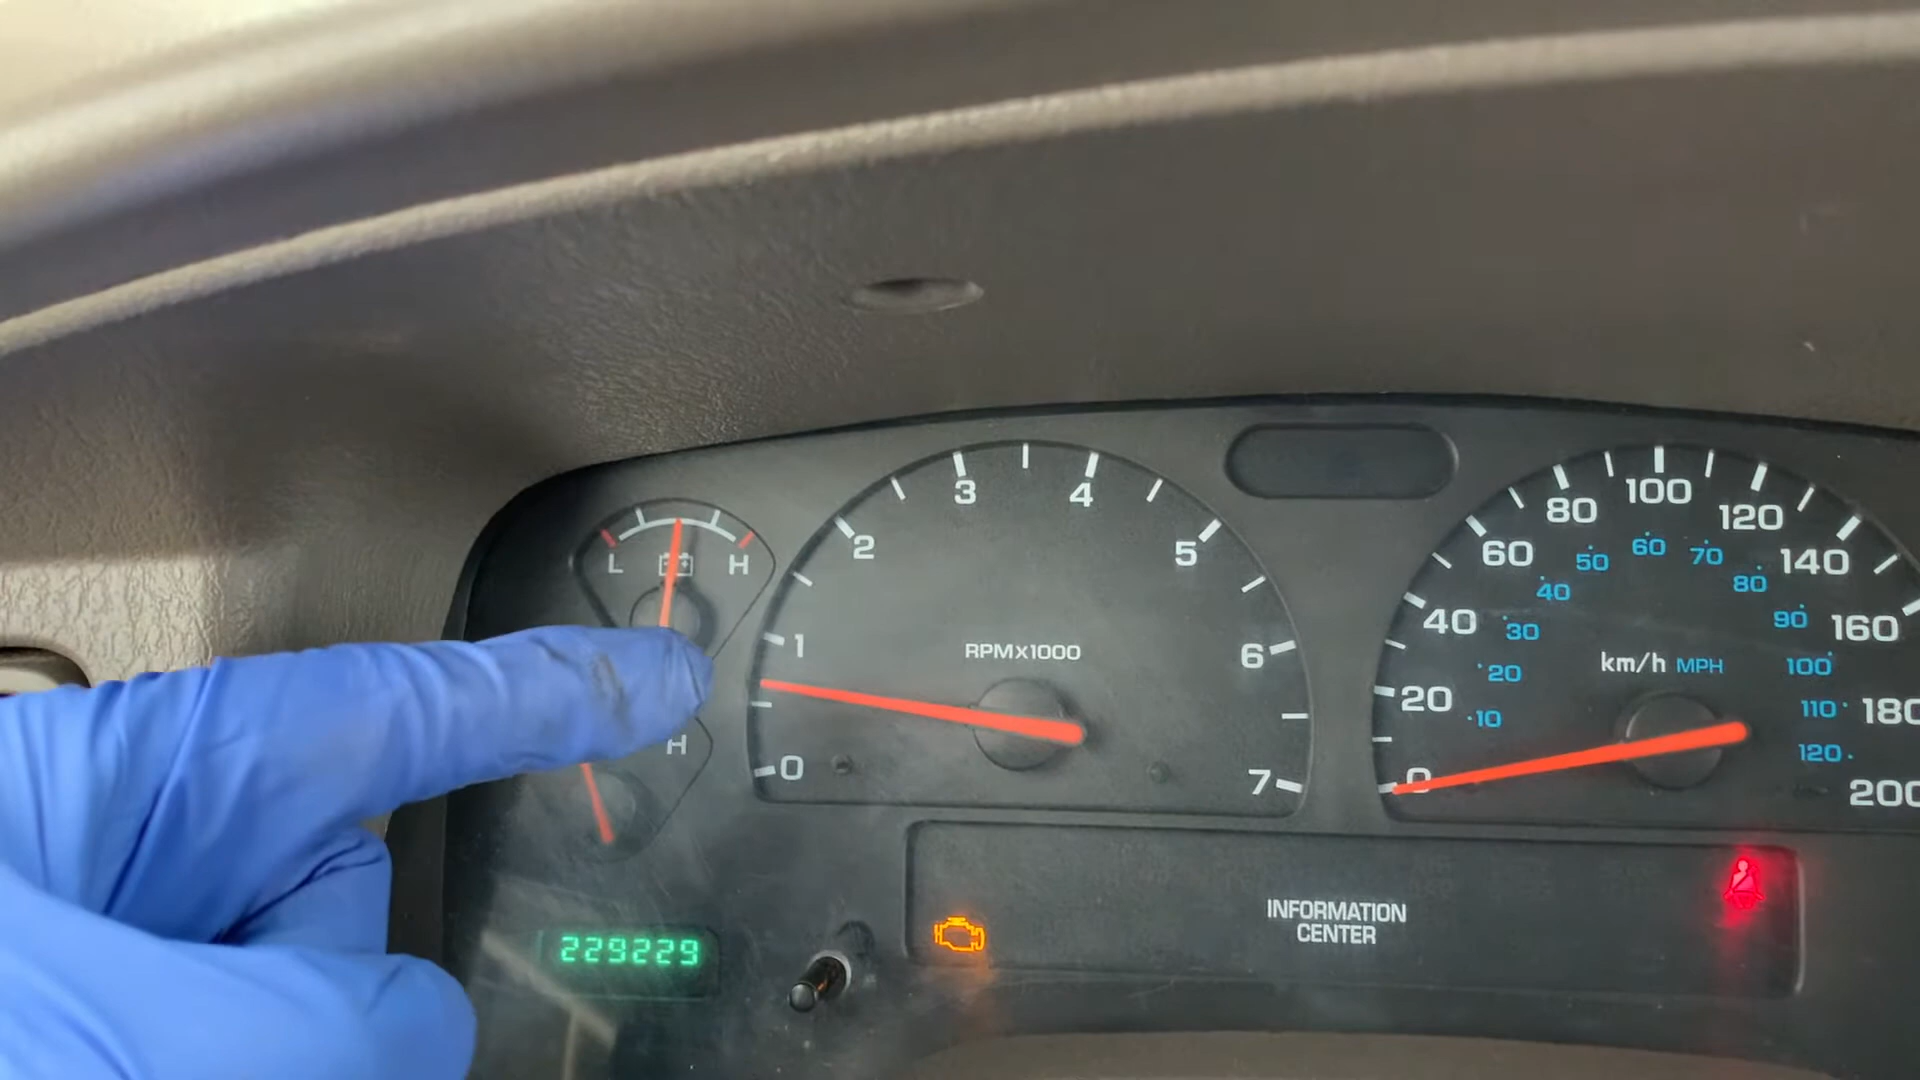 L H
H
229229
0 1 2 3 4 5 6 7
RPMx1000
0 20 40 60 80 100 120 140 160 180 200
10 20 30 40 50 60 70 80 90 100 110 120
km/h MPH
INFORMATION
CENTER